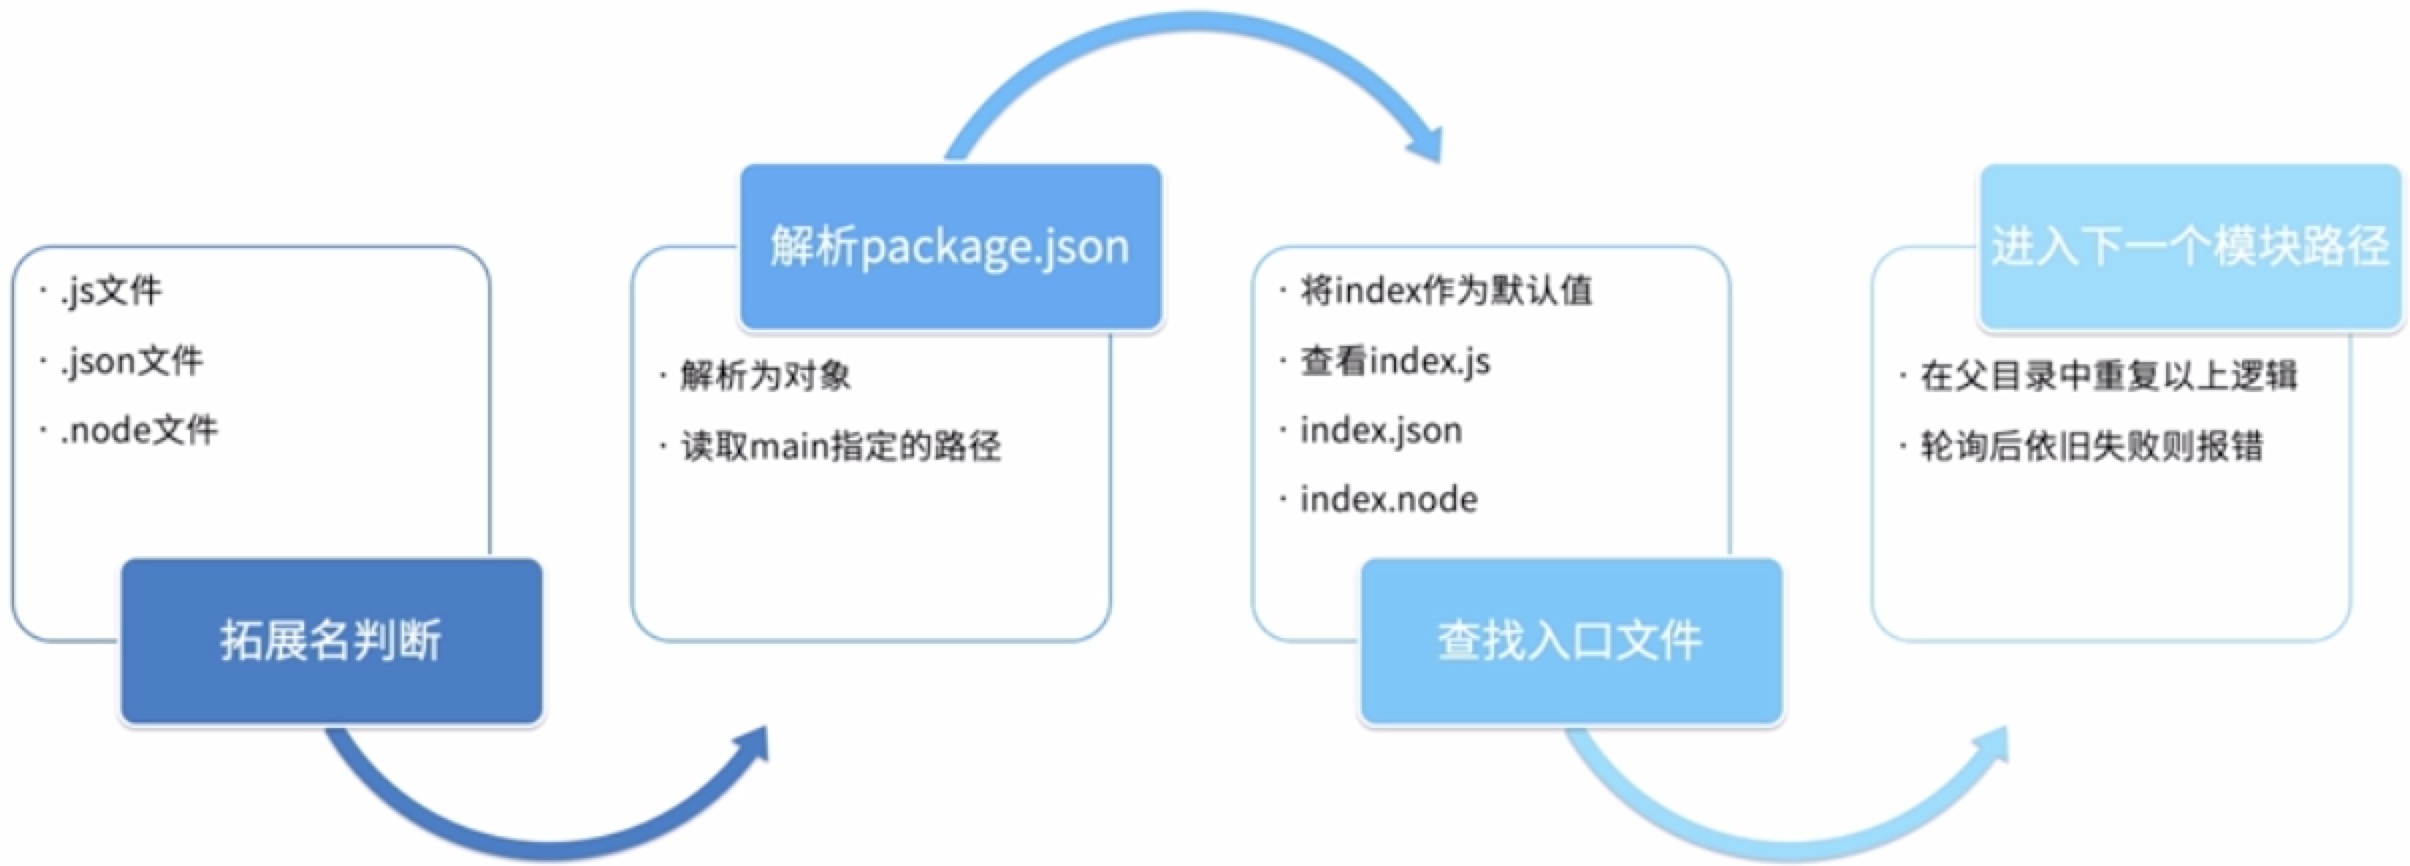 · .js文件
· .json文件
· .node文件
拓展名判断
解析package.json
· 解析为对象
· 读取main指定的路径
· 将index作为默认值
· 查看index.js
· index.json
· index.node
查找入口文件
进入下一个模块路径
· 在父目录中重复以上逻辑
· 轮询后依旧失败则报错